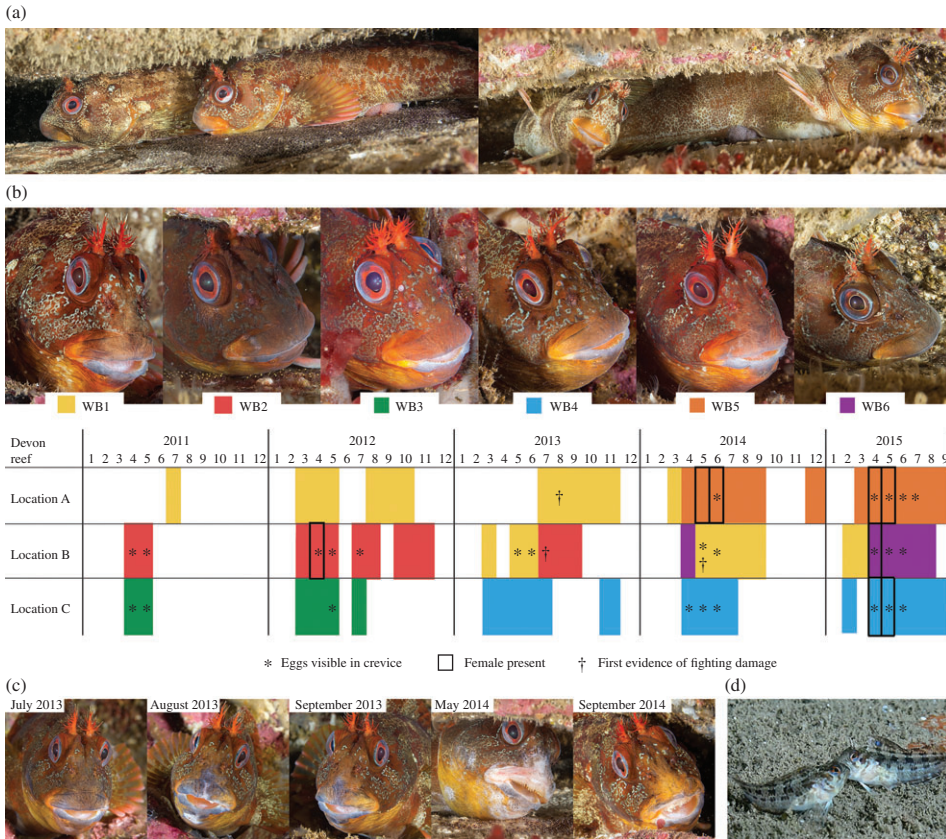 (a)
(b)
WB1 WB2 WB3 WB4 WB5 WB6
Devon reef 2011 2012 2013 2014 2015
1 2 3 4 5 6 7 8 9 10 11 12 1 2 3 4 5 6 7 8 9 10 11 12 1 2 3 4 5 6 7 8 9 10 11 12 1 2 3 4 5 6 7 8 9 10 11 12 1 2 3 4 5 6 7 8 9
Location A †
* * * * *
Location B * * * * * * * † * * * * *
†
Location C * * * * * * * * *
* Eggs visible in crevice Female present † First evidence of fighting damage
(c) (d)
July 2013 August 2013 September 2013 May 2014 September 2014